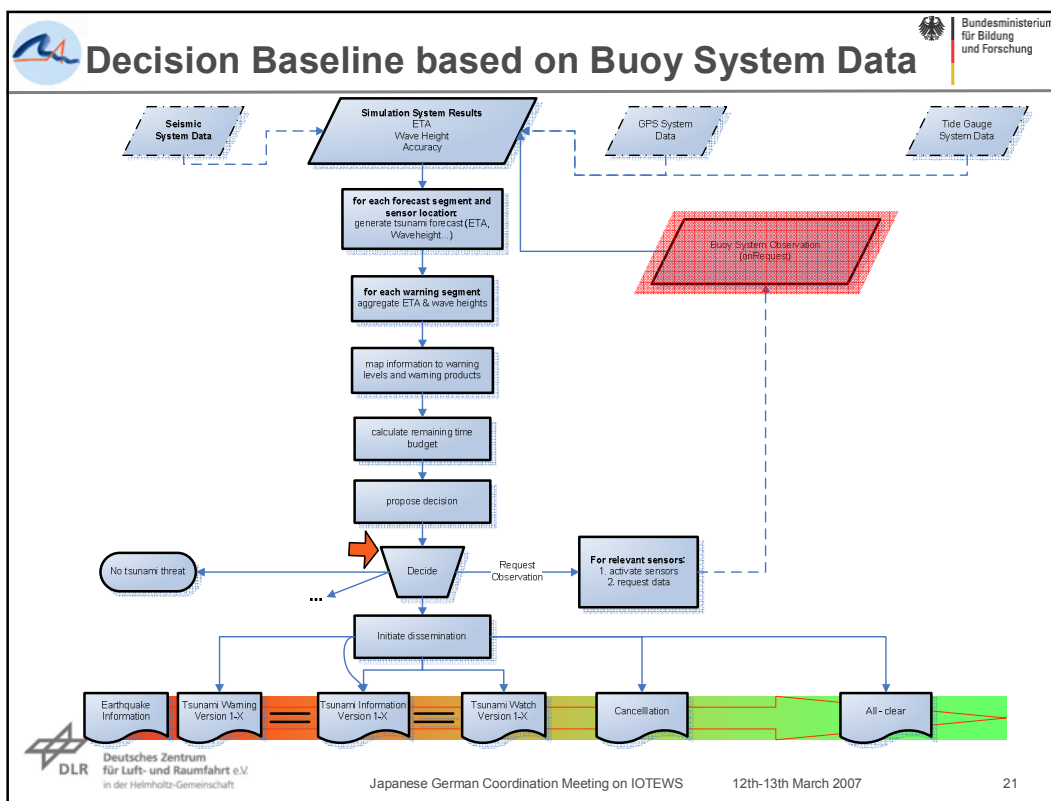 Decision Baseline based on Buoy System Data
Bundesministerium
für Bildung
und Forschung
Seismic
System Data
Simulation System Results
ETA
Wave Height
Accuracy
GPS System
Data
Tide Gauge
System Data
for each forecast segment and
sensor location:
generate tsunami forecast (ETA,
Waveheight...)
Buoy System Observation
(onRequest)
for each warning segment
aggregate ETA & wave heights
map information to warning
levels and warning products
calculate remaining time
budget
propose decision
No tsunami threat
...
Decide
Request
Observation
For relevant sensors:
1. activate sensors
2. request data
Initiate dissemination
Earthquake
Information
Tsunami Warning
Version 1-X
Tsunami Information
Version 1-X
Tsunami Watch
Version 1-X
Cancelllation
All - clear
DLR
Deutsches Zentrum
für Luft- und Raumfahrt e.V.
in der Helmholtz-Gemeinschaft
Japanese German Coordination Meeting on IOTEWS 12th-13th March 2007 21